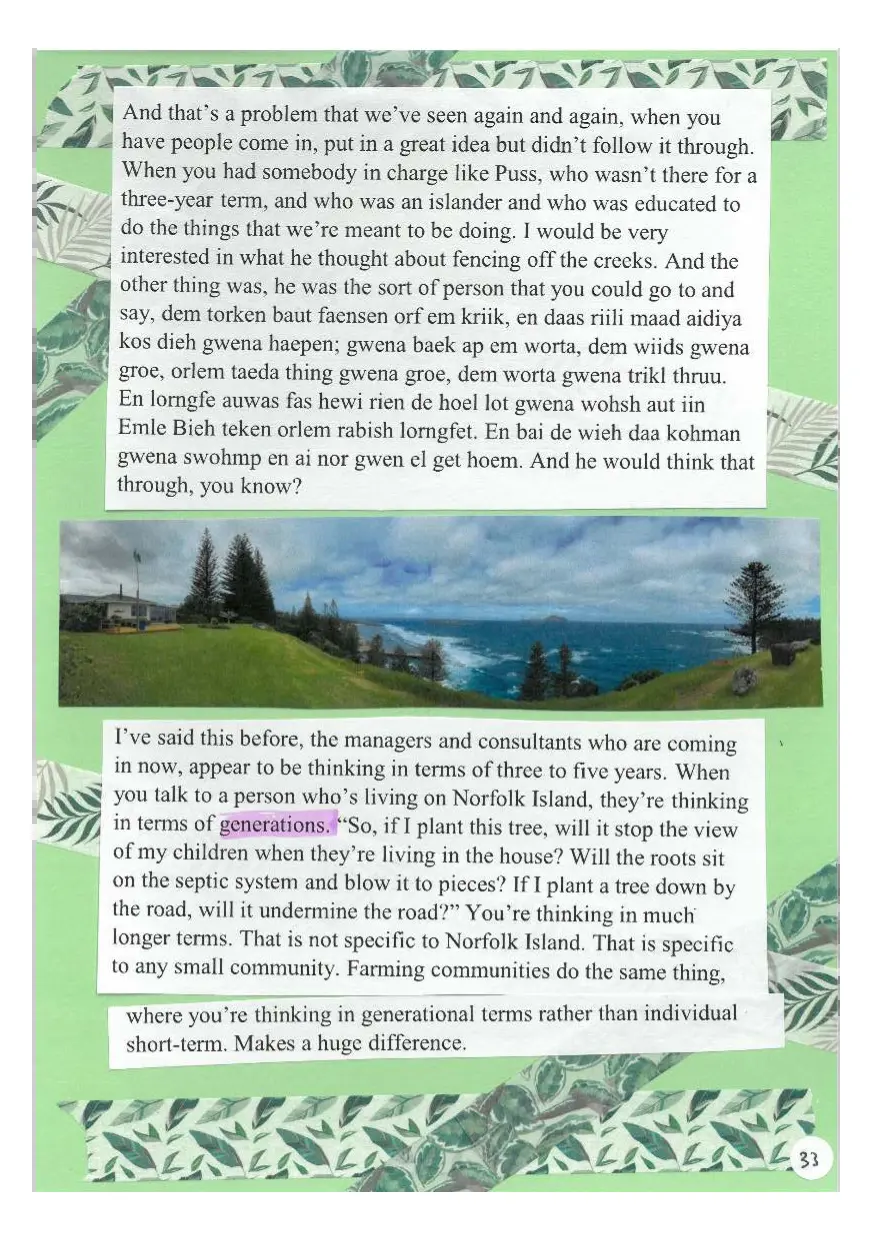 And that’s a problem that we’ve seen again and again, when you
have people come in, put in a great idea but didn’t follow it through.
When you had somebody in charge like Puss, who wasn’t there for a
three-year term, and who was an islander and who was educated to
do the things that we’re meant to be doing. I would be very
interested in what he thought about fencing off the creeks. And the
other thing was, he was the sort of person that you could go to and
say, dem torken baut faensen orf em kriik, en daas riili maad aidiya
kos dieh gwena haepen; gwena baek ap em worta, dem wiids gwena
groe, orlem taeda thing gwena groe, dem worta gwena trikl thruu.
En lorngfe auwas fas hewi rien de hoel lot gwena wohsh aut iin
Emle Bieh teken orlem rabish lorngfet. En bai de wieh daa kohman
gwena swohmp en ai nor gwen el get hoem. And he would think that
through, you know?
I’ve said this before, the managers and consultants who are coming
in now, appear to be thinking in terms of three to five years. When
you talk to a person who’s living on Norfolk Island, they’re thinking
in terms of generations. “So, if I plant this tree, will it stop the view
of my children when they’re living in the house? Will the roots sit
on the septic system and blow it to pieces? If I plant a tree down by
the road, will it undermine the road?” You’re thinking in much
longer terms. That is not specific to Norfolk Island. That is specific
to any small community. Farming communities do the same thing,
where you’re thinking in generational terms rather than individual
short-term. Makes a huge difference.
33